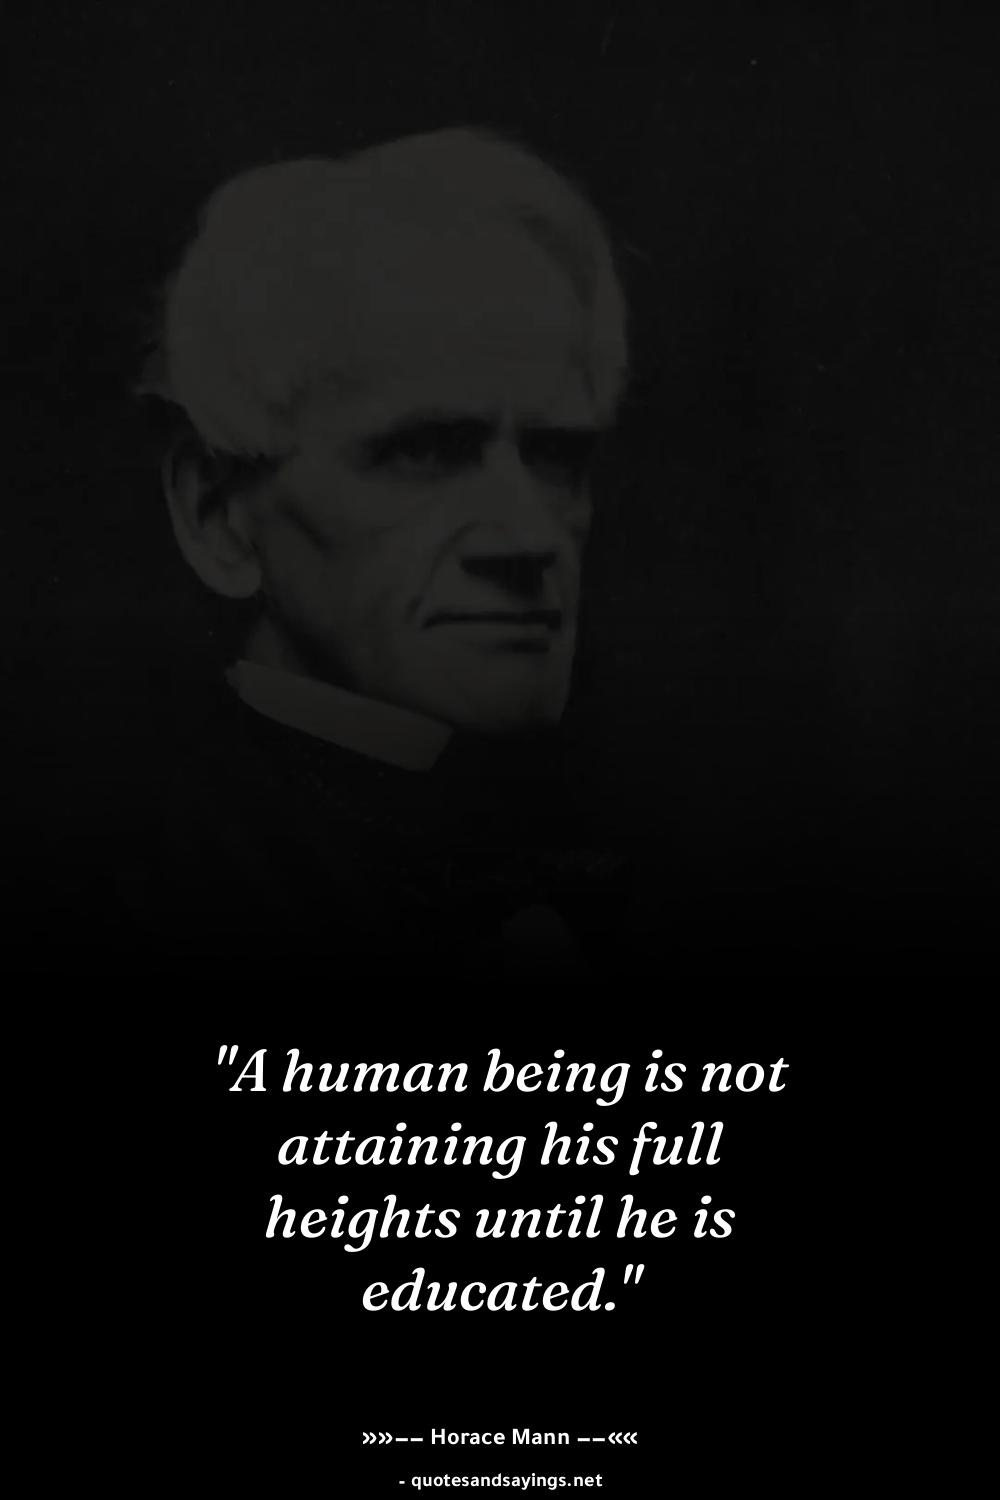 "A human being is not
attaining his full
heights until he is
educated."
»»–– Horace Mann ––««
- quotesandsayings.net